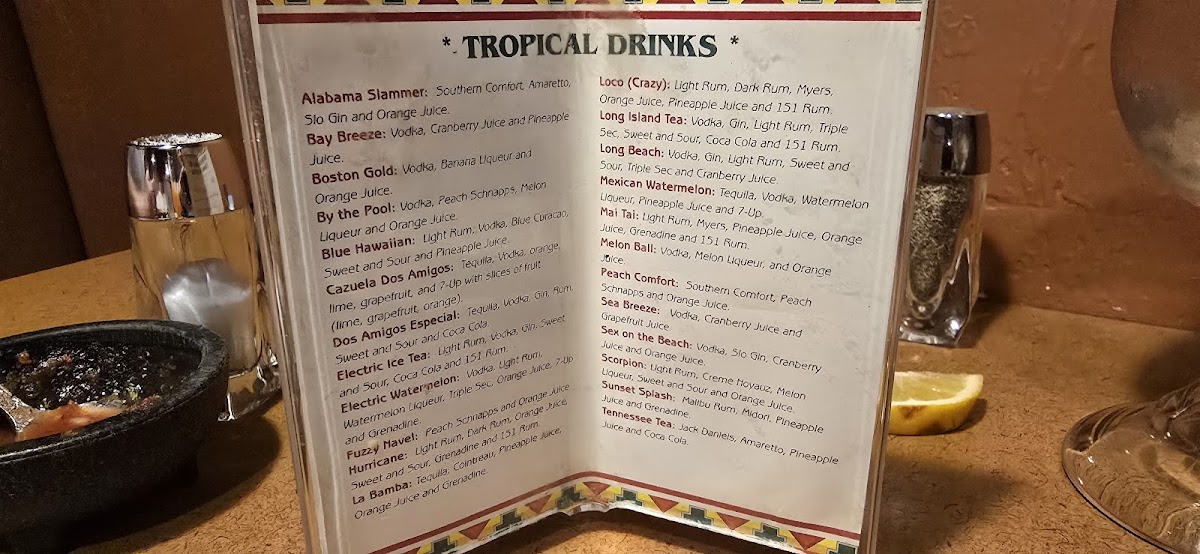 * TROPICAL DRINKS *
Alabama Slammer: Southern Comfort, Amaretto,
Slo Gin and Orange Juice.
Bay Breeze: Vodka, Cranberry Juice and Pineapple
Juice.
Boston Gold: Vodka, Banana Liqueur and
Orange Juice.
By the Pool: Vodka, Peach Schnapps, Melon
Liqueur and Orange Juice.
Blue Hawaiian: Light Rum, Vodka, Blue Curacao,
Sweet and Sour and Pineapple Juice.
Cazuela Dos Amigos: Tequila, Vodka, orange,
lime, grapefruit, and 7-Up with slices of fruit
(lime, grapefruit, orange).
Dos Amigos Especial: Tequila, Vodka, Gin, Rum,
Sweet and Sour and Coca Cola.
Electric Ice Tea: Light Rum, Vodka, Gin, Sweet
and Sour, Coca Cola and 151 Rum.
Electric Watermelon: Vodka, Light Rum,
Watermelon Liqueur, Triple Sec, Orange Juice, 7-Up
and Grenadine.
Fuzzy Navel: Peach Schnapps and Orange Juice
Hurricane: Light Rum, Dark Rum, Orange Juice,
Sweet and Sour, Grenadine and 151 Rum.
La Bamba: Tequila, Cointreau, Pineapple Juice,
Orange Juice and Grenadine.
Loco (Crazy): Light Rum, Dark Rum, Myers,
Orange Juice, Pineapple Juice and 151 Rum.
Long Island Tea: Vodka, Gin, Light Rum, Triple
Sec, Sweet and Sour, Coca Cola and 151 Rum.
Long Beach: Vodka, Gin, Light Rum, Sweet and
Sour, Triple Sec and Cranberry Juice.
Mexican Watermelon: Tequila, Vodka, Watermelon
Liqueur, Pineapple Juice and 7-Up.
Mai Tai: Light Rum, Myers, Pineapple Juice, Orange
Juice, Grenadine and 151 Rum.
Melon Ball: Vodka, Melon Liqueur, and Orange
Juice.
Peach Comfort: Southern Comfort, Peach
Schnapps and Orange Juice.
Sea Breeze: Vodka, Cranberry Juice and
Grapefruit Juice.
Sex on the Beach: Vodka, Slo Gin, Cranberry
Juice and Orange Juice.
Scorpion: Light Rum, Creme Noyauz, Melon
Liqueur, Sweet and Sour and Orange Juice.
Sunset Splash: Malibu Rum, Midori, Pineapple
Juice and Grenadine.
Tennessee Tea: Jack Daniels, Amaretto, Pineapple
Juice and Coca Cola.